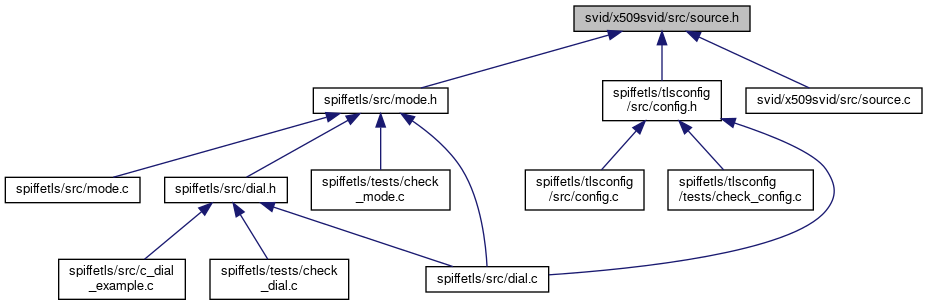 svid/x509svid/src/source.h
spiffetls/src/mode.h
spiffetls/tlsconfig
/src/config.h
svid/x509svid/src/source.c
spiffetls/src/mode.c
spiffetls/src/dial.h
spiffetls/tests/check
_mode.c
spiffetls/tlsconfig
/src/config.c
spiffetls/tlsconfig
/tests/check_config.c
spiffetls/src/c_dial
_example.c
spiffetls/tests/check
_dial.c
spiffetls/src/dial.c